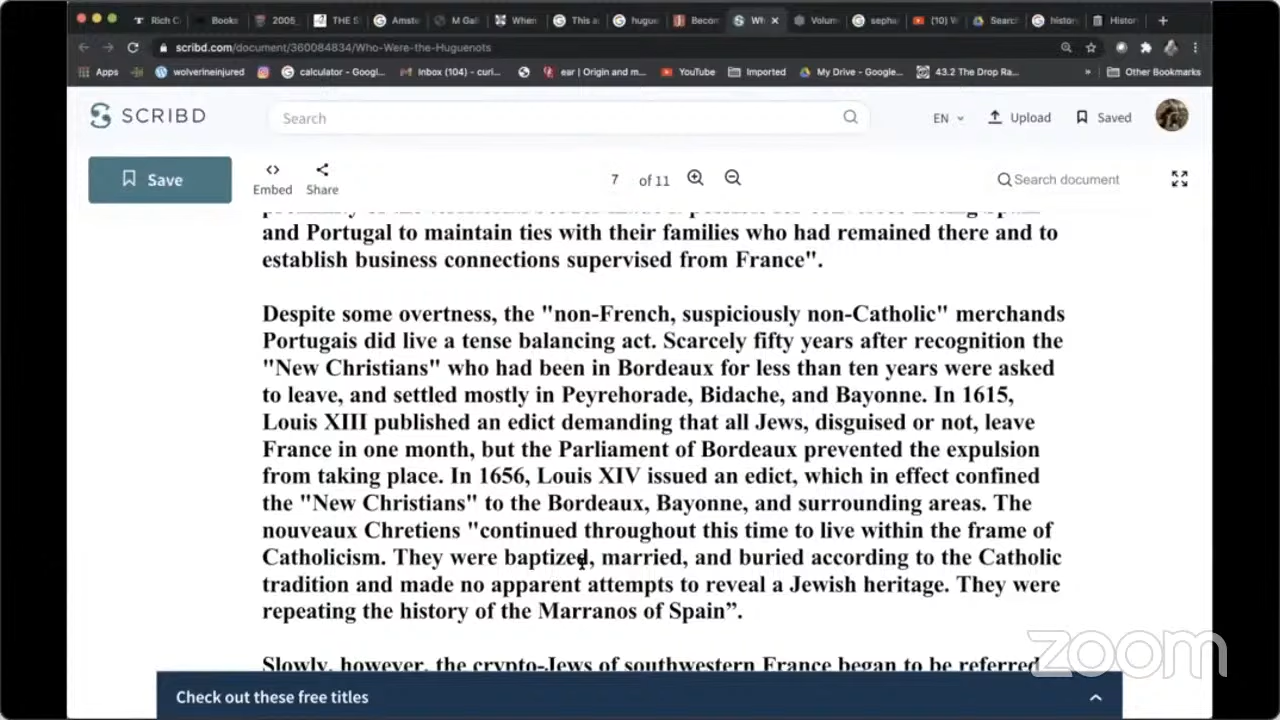 Rich C
Books
2005_
THE S
Amste
M Gal
When
This a
hugue
Becor
Wh
Volum
sepha
(10) V
Searc
histor
Histor
scribd.com/document/360084834/Who-Were-the-Huguenots
Apps
wolverineinjured
calculator - Googl...
Inbox (104) - curi...
ear | Origin and m...
YouTube
Imported
My Drive - Google...
43.2 The Drop Ra...
»
Other Bookmarks
SCRIBD
Search
EN
Upload
Saved
Save
Embed
Share
7 of 11
Search document
and Portugal to maintain ties with their families who had remained there and to
establish business connections supervised from France".
Despite some overtness, the "non-French, suspiciously non-Catholic" merchands
Portugais did live a tense balancing act. Scarcely fifty years after recognition the
"New Christians" who had been in Bordeaux for less than ten years were asked
to leave, and settled mostly in Peyrehorade, Bidache, and Bayonne. In 1615,
Louis XIII published an edict demanding that all Jews, disguised or not, leave
France in one month, but the Parliament of Bordeaux prevented the expulsion
from taking place. In 1656, Louis XIV issued an edict, which in effect confined
the "New Christians" to the Bordeaux, Bayonne, and surrounding areas. The
nouveaux Chretiens "continued throughout this time to live within the frame of
Catholicism. They were baptized, married, and buried according to the Catholic
tradition and made no apparent attempts to reveal a Jewish heritage. They were
repeating the history of the Marranos of Spain”.
Slowly, however, the crypto-Jews of southwestern France began to be referred
zoom
Check out these free titles